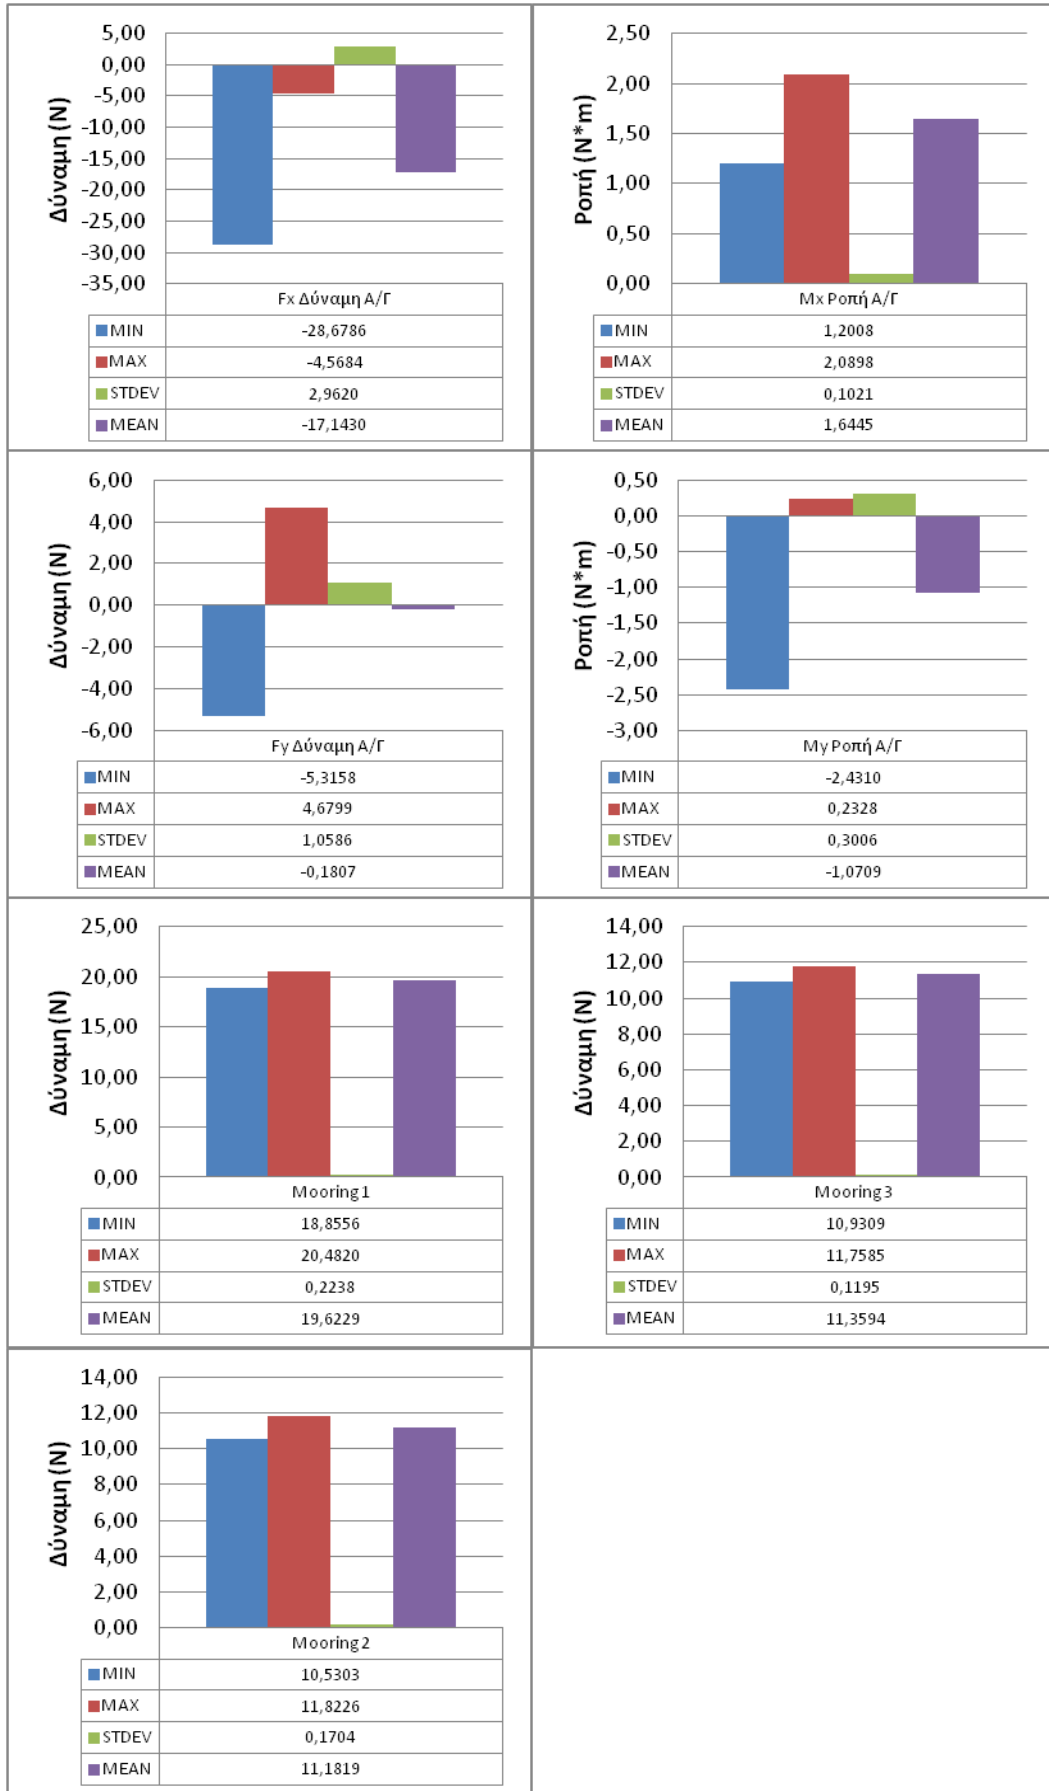 5,00
0,00
-5,00
-10,00
-15,00
-20,00
-25,00
-30,00
-35,00
Δύναμη (N)
Fx Δύναμη Α/Γ
MIN -28,6786
MAX -4,5684
STDEV 2,9620
MEAN -17,1430
2,50
2,00
1,50
1,00
0,50
0,00
Ροπή (N*m)
Mx Ροπή Α/Γ
MIN 1,2008
MAX 2,0898
STDEV 0,1021
MEAN 1,6445
6,00
4,00
2,00
0,00
-2,00
-4,00
-6,00
Δύναμη (N)
Fy Δύναμη Α/Γ
MIN -5,3158
MAX 4,6799
STDEV 1,0586
MEAN -0,1807
0,50
0,00
-0,50
-1,00
-1,50
-2,00
-2,50
-3,00
Ροπή (N*m)
My Ροπή Α/Γ
MIN -2,4310
MAX 0,2328
STDEV 0,3006
MEAN -1,0709
25,00
20,00
15,00
10,00
5,00
0,00
Δύναμη (N)
Mooring1
MIN 18,8556
MAX 20,4820
STDEV 0,2238
MEAN 19,6229
14,00
12,00
10,00
8,00
6,00
4,00
2,00
0,00
Δύναμη (N)
Mooring3
MIN 10,9309
MAX 11,7585
STDEV 0,1195
MEAN 11,3594
14,00
12,00
10,00
8,00
6,00
4,00
2,00
0,00
Δύναμη (N)
Mooring2
MIN 10,5303
MAX 11,8226
STDEV 0,1704
MEAN 11,1819